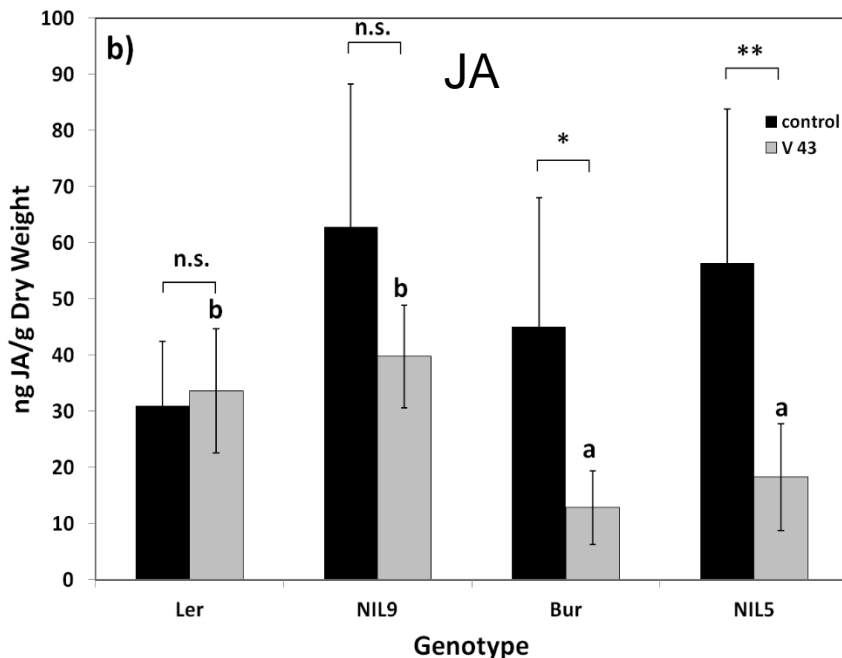 b)
JA
n.s.
n.s.
*
**
b
b
a
a
control
V 43
ng JA/g Dry Weight
100
90
80
70
60
50
40
30
20
10
0
Ler
NIL9
Bur
NIL5
Genotype